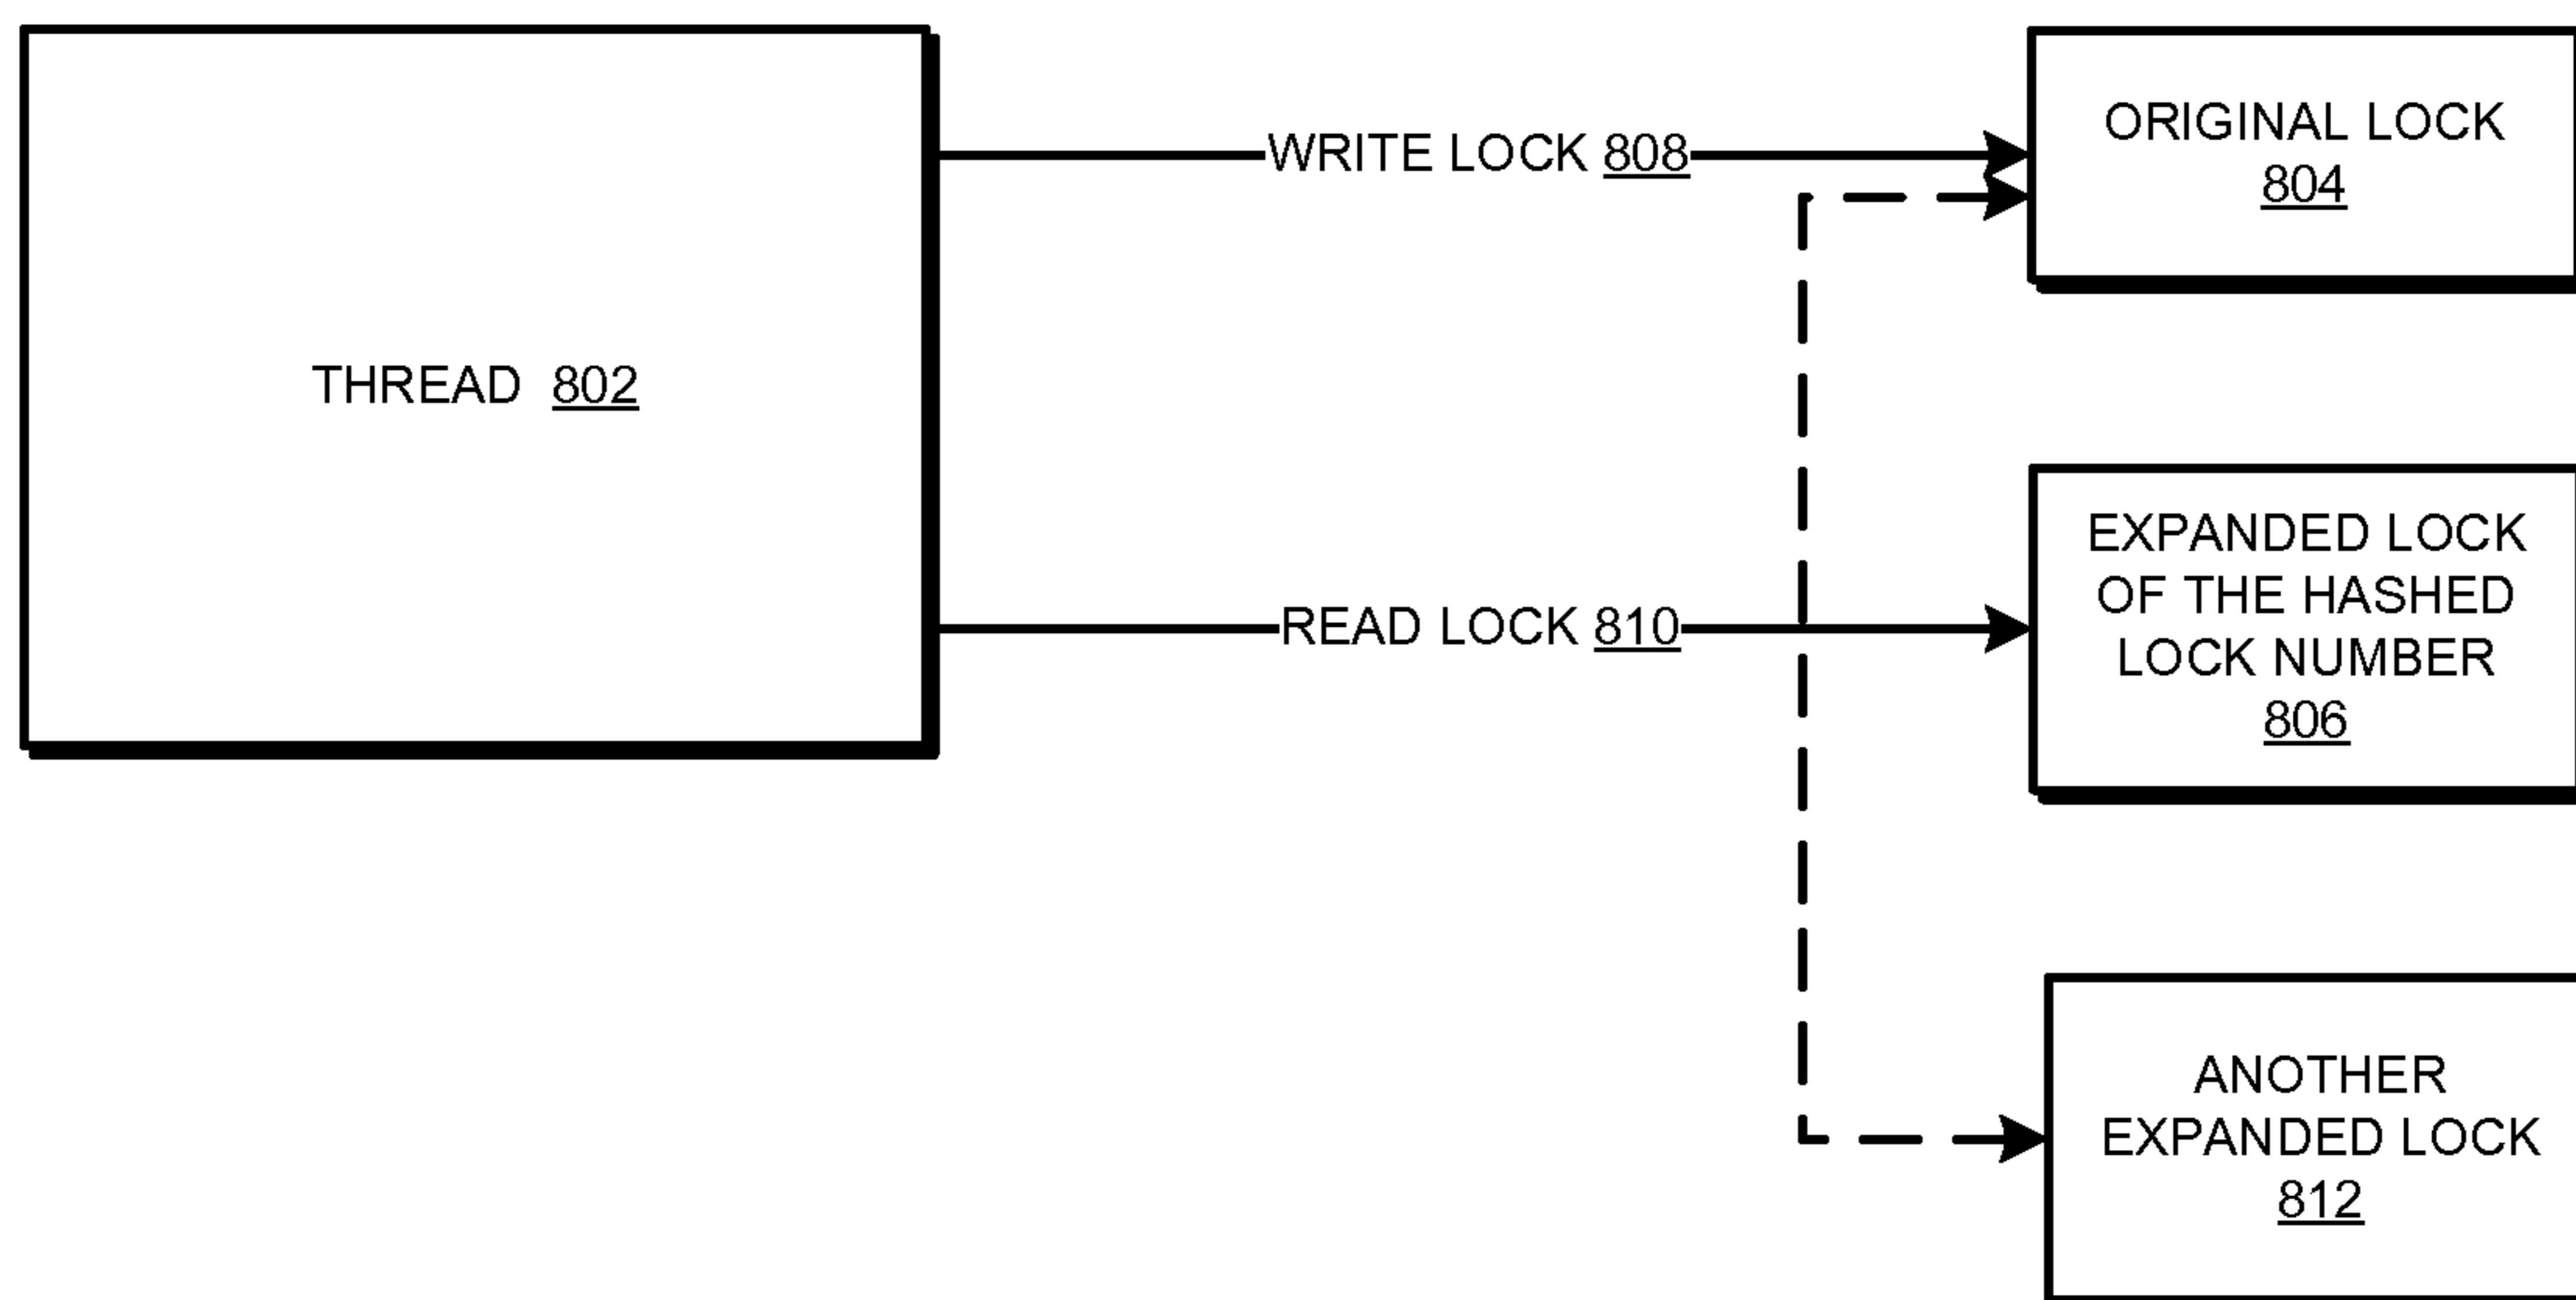 THREAD 802
WRITE LOCK 808
READ LOCK 810
ORIGINAL LOCK
804
EXPANDED LOCK
OF THE HASHED
LOCK NUMBER
806
ANOTHER
EXPANDED LOCK
812